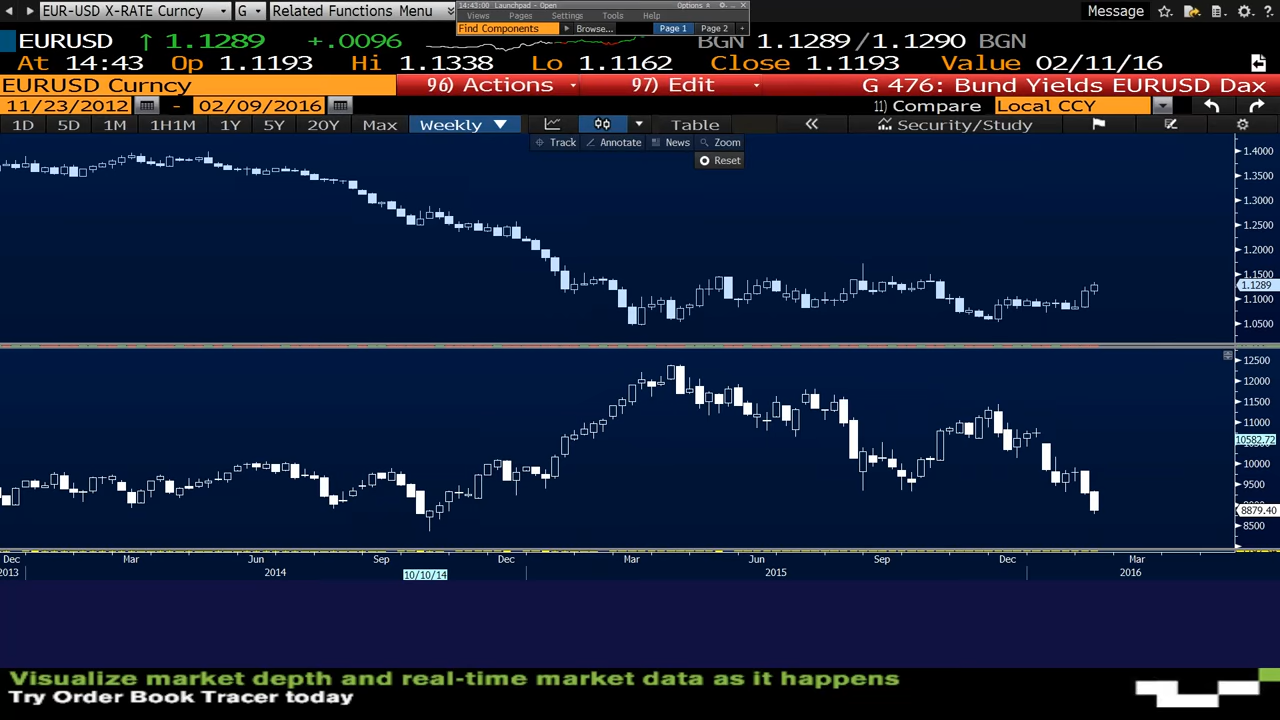 EUR-USD X-RATE Curncy G Related Functions Menu Message
14:43:00 Launchpad - Open Options
Views Pages Settings Tools Help
Find Components Browse... Page 1 Page 2 +
EURUSD ↑ 1.1289 +.0096 BGN 1.1289/1.1290 BGN
At 14:43 Op 1.1193 Hi 1.1338 Lo 1.1162 Close 1.1193 Value 02/11/16
EURUSD Curncy 96) Actions 97) Edit G 476: Bund Yields EURUSD Dax
11/23/2012 - 02/09/2016 11) Compare Local CCY
1D 5D 1M 1H1M 1Y 5Y 20Y Max Weekly ▼ Table « Security/Study
Track Annotate News Zoom
Reset
1.4000
1.3500
1.3000
1.2500
1.2000
1.1500
1.1289
1.1000
1.0500
12500
12000
11500
11000
10582.72
10000
9500
8879.40
8500
Dec Mar Jun Sep Dec Mar Jun Sep Dec Mar
2013 2014 10/10/14 2015 2016
Visualize market depth and real-time market data as it happens
Try Order Book Tracer today